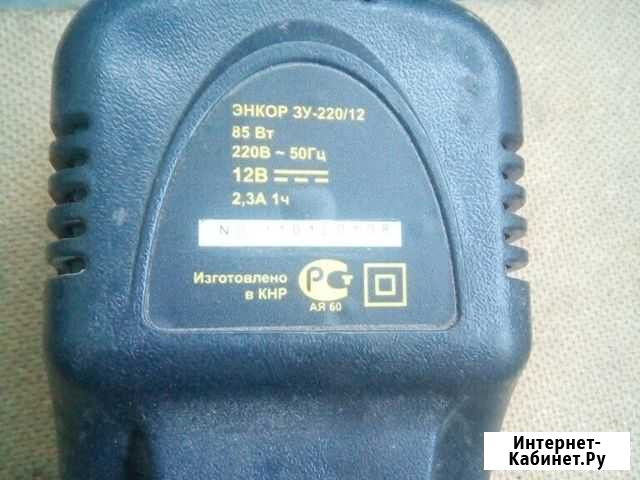 ЭНКОР ЗУ-220/12
85 Вт
220В ~ 50Гц
12В
2,3А 1ч
Изготовлено
в КНР
РСТ
АЯ 60
Интернет-
Кабинет.Ру